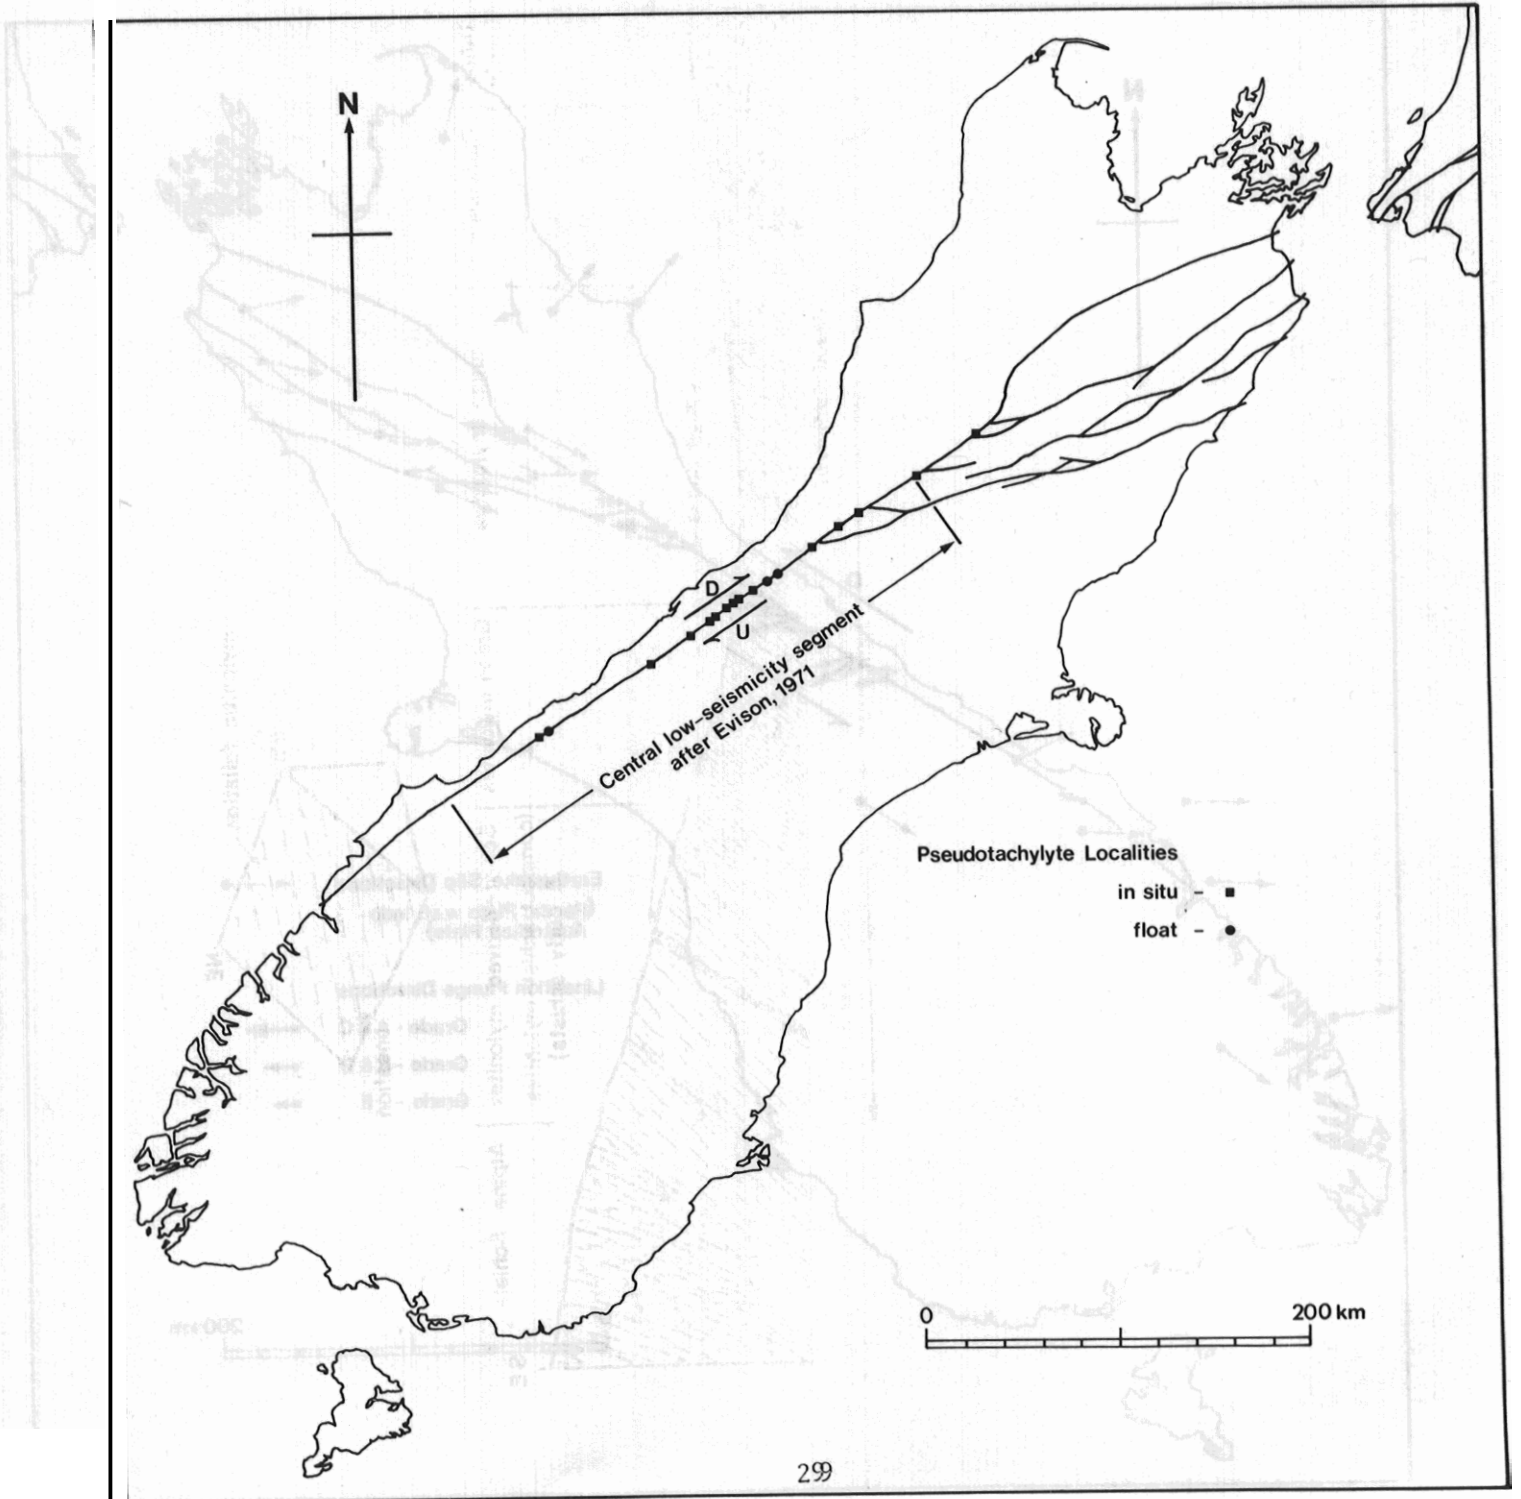 N
D
U
Central low-seismicity segment
after Evison, 1971
Pseudotachylyte Localities
in situ -
float -
0 200 km
299